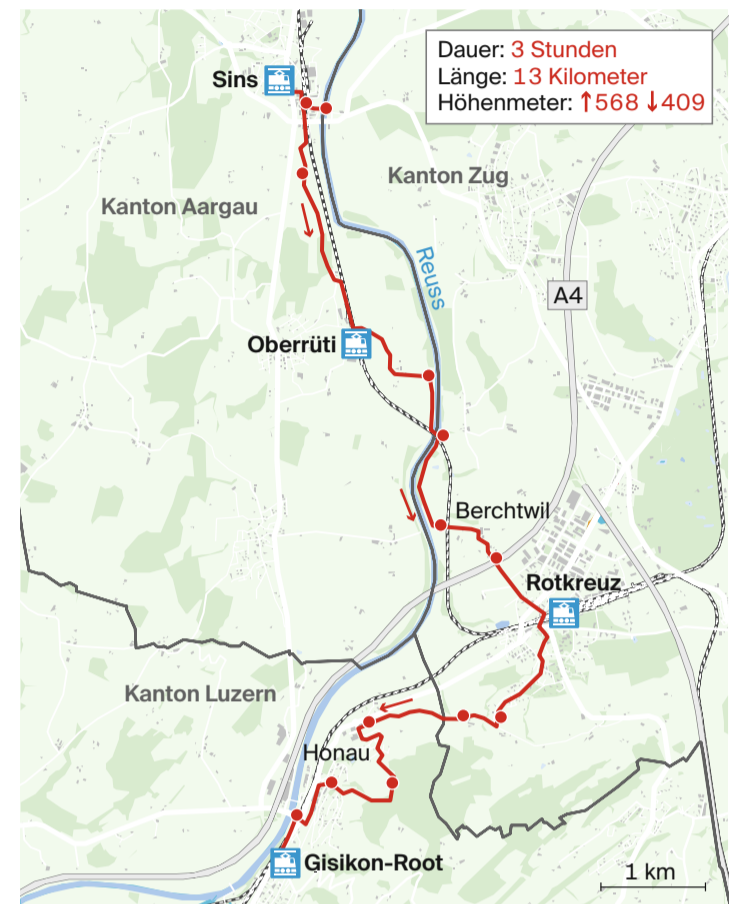 Dauer: 3 Stunden
Länge: 13 Kilometer
Höhenmeter: ↑568 ↓409
Sins
Kanton Zug
Kanton Aargau
Reuss
A4
Oberrüti
Berchtwil
Rotkreuz
Kanton Luzern
Honau
Gisikon-Root
1 km